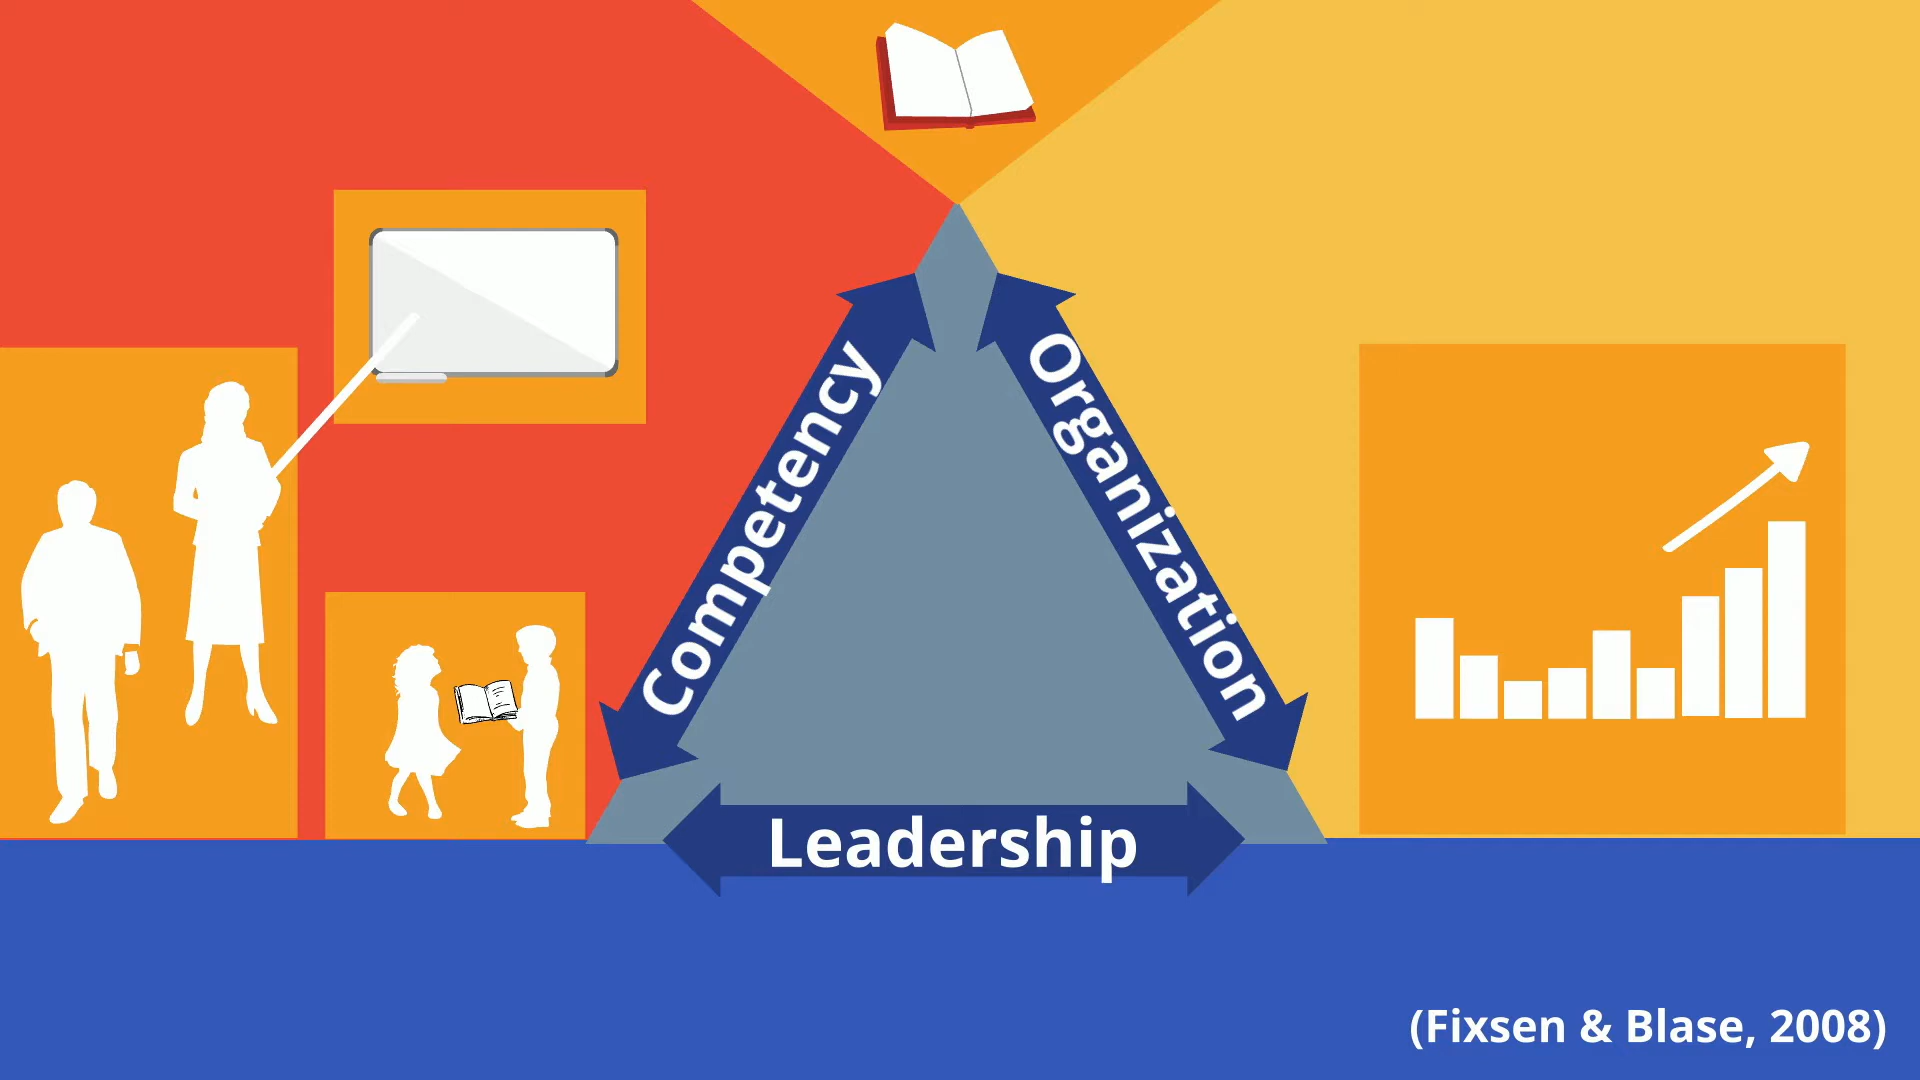 Competency
Organization
Leadership
(Fixsen & Blase, 2008)